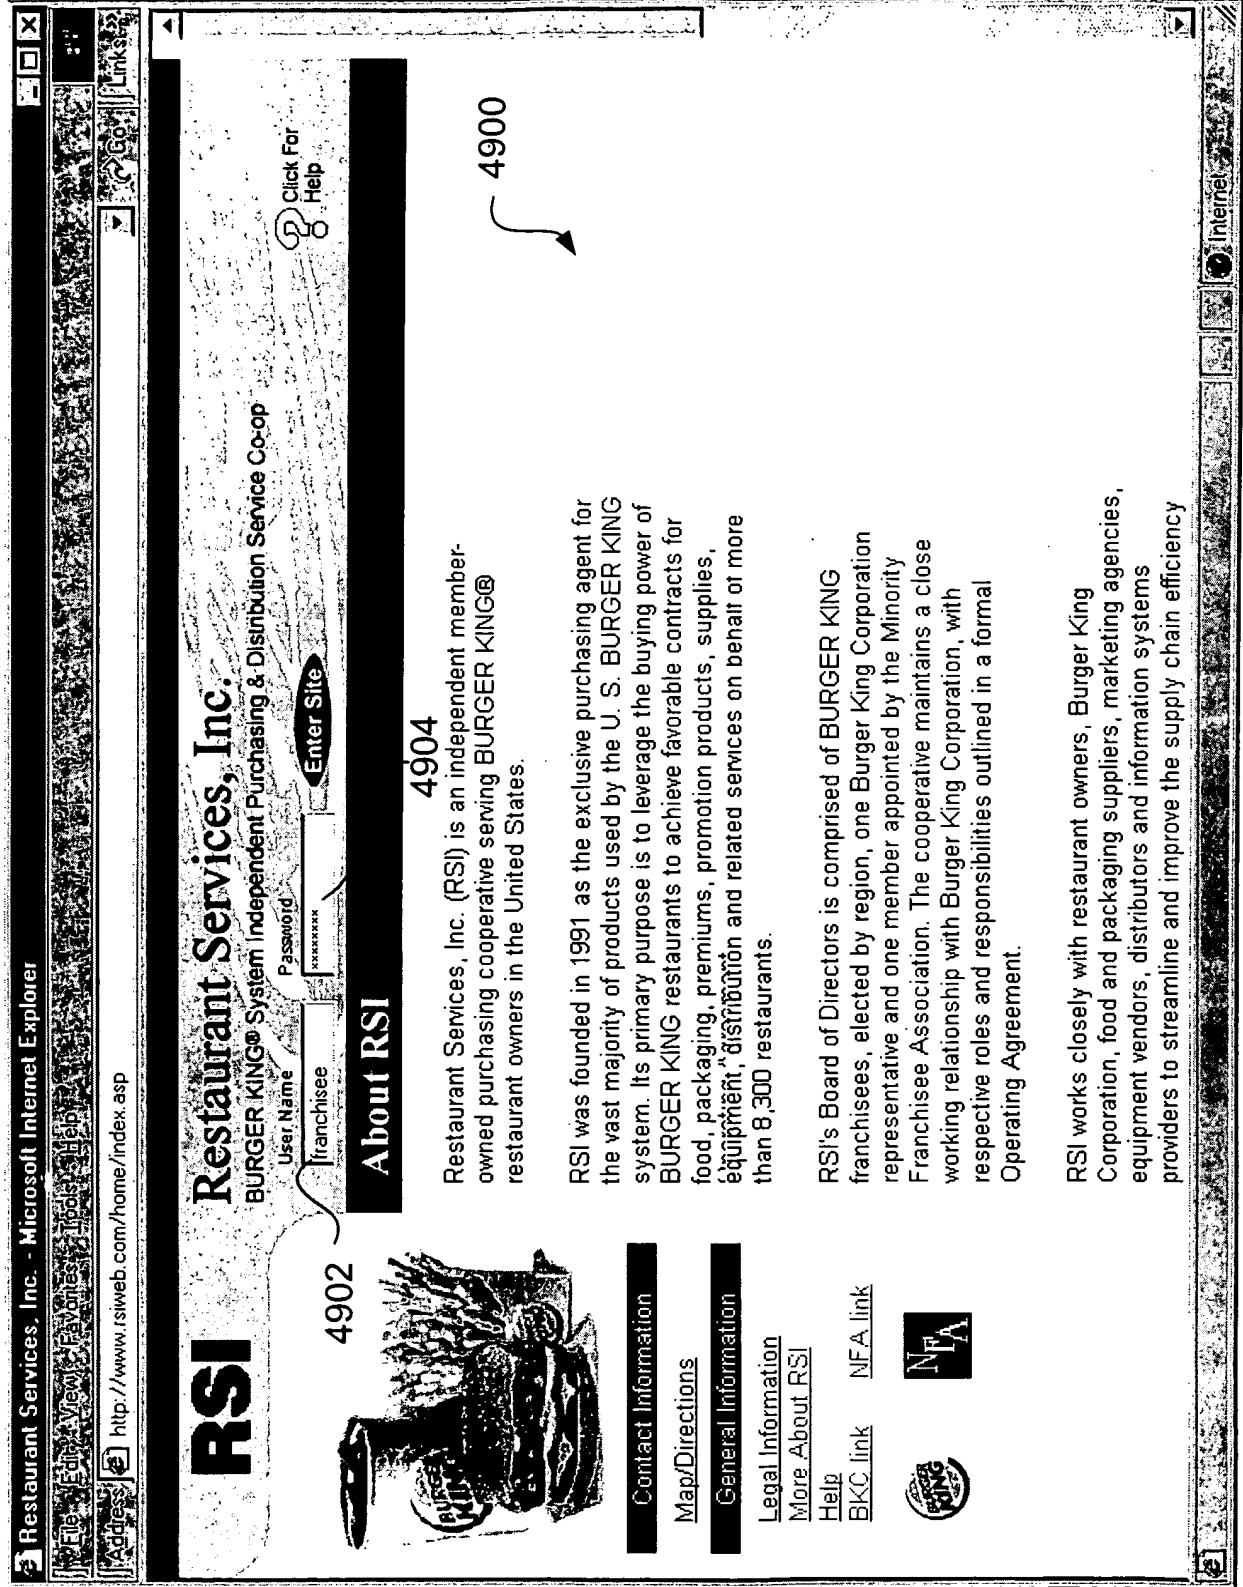 Restaurant Services, Inc. - Microsoft Internet Explorer
File Edit View Favorites Tools Help
Address http://www.rsiweb.com/home/index.asp Go Links »
RSI
Restaurant Services, Inc.
BURGER KING® System Independent Purchasing & Distribution Service Co-op
User Name Password
franchisee ******** Enter Site
Click For
Help
About RSI
4902
4904
4900
BURGER
KING
Contact Information
Map/Directions
General Information
Legal Information
More About RSI
Help
BKC link NFA link
BURGER
KING
NFA
Restaurant Services, Inc. (RSI) is an independent member-
owned purchasing cooperative serving BURGER KING®
restaurant owners in the United States.
RSI was founded in 1991 as the exclusive purchasing agent for
the vast majority of products used by the U. S. BURGER KING
system. Its primary purpose is to leverage the buying power of
BURGER KING restaurants to achieve favorable contracts for
food, packaging, premiums, promotion products, supplies,
equipment, distribution and related services on behalf of more
than 8,300 restaurants.
RSI's Board of Directors is comprised of BURGER KING
franchisees, elected by region, one Burger King Corporation
representative and one member appointed by the Minority
Franchisee Association. The cooperative maintains a close
working relationship with Burger King Corporation, with
respective roles and responsibilities outlined in a formal
Operating Agreement.
RSI works closely with restaurant owners, Burger King
Corporation, food and packaging suppliers, marketing agencies,
equipment vendors, distributors and information systems
providers to streamline and improve the supply chain efficiency
Internet